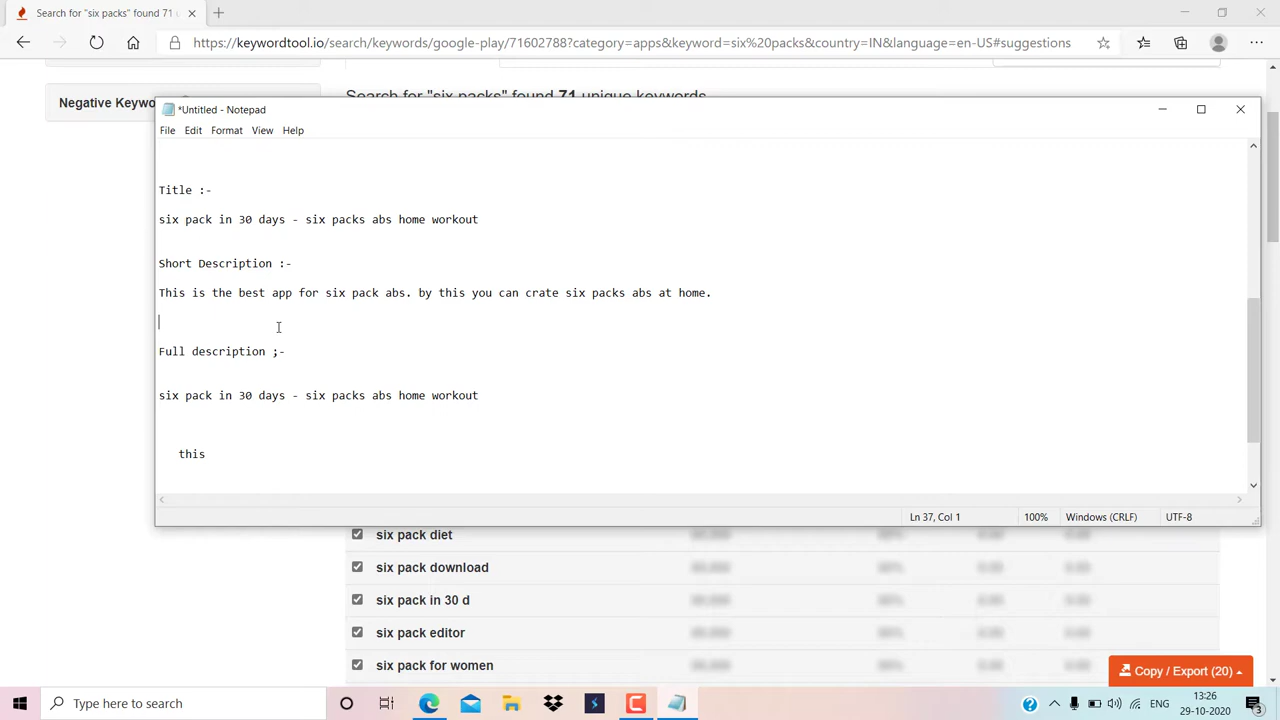 Search for "six packs" found 71 u
https://keywordtool.io/search/keywords/google-play/71602788?category=apps&keyword=six%20packs&country=IN&language=en-US#suggestions
Negative Keywo
Search for "six packs" found 71 unique keywords
*Untitled - Notepad
File Edit Format View Help
Title :-
six pack in 30 days - six packs abs home workout
Short Description :-
This is the best app for six pack abs. by this you can crate six packs abs at home.
Full description ;-
six pack in 30 days - six packs abs home workout
this
Ln 37, Col 1 100% Windows (CRLF) UTF-8
six pack diet
six pack download
six pack in 30 d
six pack editor
six pack for women
Copy / Export (20)
Type here to search
ENG
13:26
29-10-2020
3